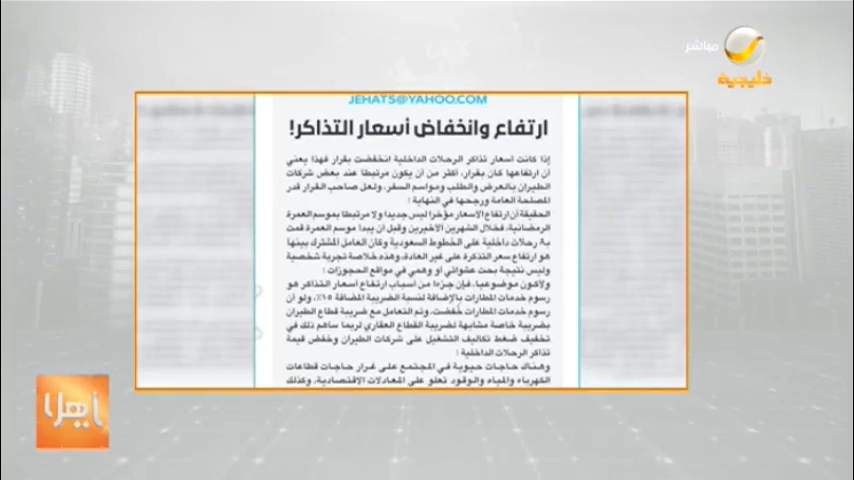 مباشر
خليجية
JEHAT5@YAHOO.COM
ارتفاع وانخفاض أسعار التذاكر!
إذا كانت أسعار تذاكر الرحلات الداخلية انخفضت بقرار فهذا يعني
أن ارتفاعها كان بقرار، أكثر من أن يكون مرتبطا عند بعض شركات
الطيران بالعرض والطلب ومواسم السفر، ولعل صاحب القرار قدر
المصلحة العامة ورجحها في النهاية !
الحقيقة أن ارتفاع الاسعار مؤخرا ليس جديدا ولا مرتبطا بموسم العمرة
الرمضانية، فخلال الشهرين الاخيرين وقبل أن يبدأ موسم العمرة قمت
بـ٨ رحلات داخلية على الخطوط السعودية وكان العامل المشترك بينها
هو ارتفاع سعر التذكرة على غير العادة، وهذه خلاصة تجربة شخصية
وليس نتيجة بحث عشوائي أو وهمي في مواقع الحجوزات !
ولأكون موضوعيا، فإن جزءا من أسباب ارتفاع أسعار التذاكر هو
رسوم خدمات المطارات بالإضافة لنسبة الضريبة المضافة ١٥٪، ولو أن
رسوم خدمات المطارات خُفضت، وتم التعامل مع ضريبة قطاع الطيران
بضريبة خاصة مشابهة لضريبة القطاع العقاري لربما ساهم ذلك في
تخفيف ضغط تكاليف التشغيل على شركات الطيران وخفض قيمة
تذاكر الرحلات الداخلية !
وهناك حاجات حيوية في المجتمع على غرار حاجات قطاعات
الكهرباء والمياه والوقود تعلو على المعادلات الاقتصادية، وكذلك
يا هلا